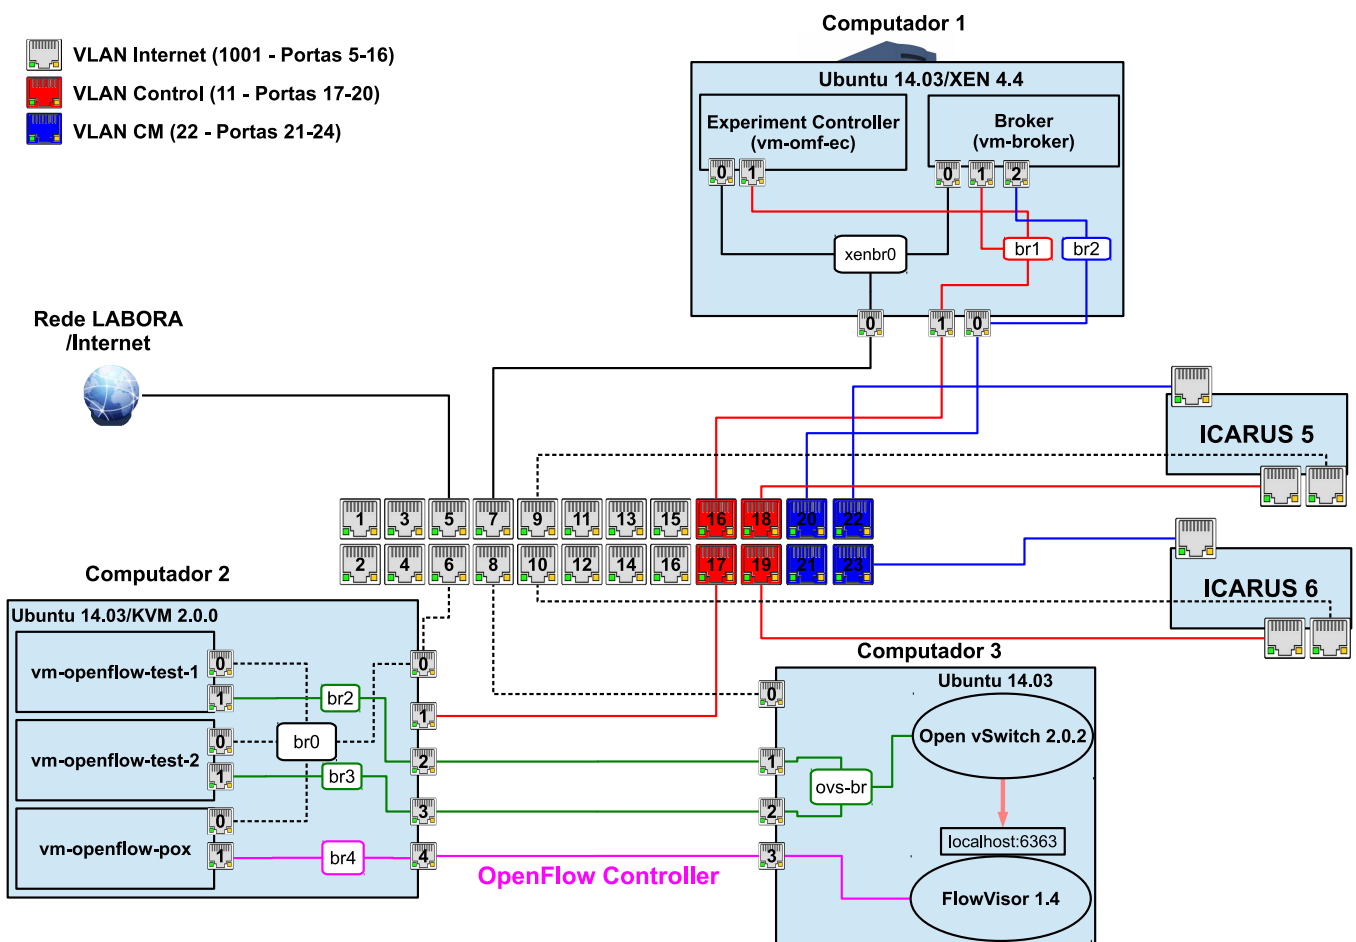 Computador 1
VLAN Internet (1001 - Portas 5-16)
VLAN Control (11 - Portas 17-20)
VLAN CM (22 - Portas 21-24)
Ubuntu 14.03/XEN 4.4
Experiment Controller
(vm-omf-ec)
Broker
(vm-broker)
0 1
0 1 2
xenbr0
br1
br2
0 1 0
Rede LABORA
/Internet
ICARUS 5
1 3 5 7 9 11 13 15 16 18 20 22
2 4 6 8 10 12 14 16 17 19 21 23
ICARUS 6
Computador 2
Ubuntu 14.03/KVM 2.0.0
vm-openflow-test-1
0
1
br2
vm-openflow-test-2
0
1
br0
br3
vm-openflow-pox
0
1
br4
0
1
2
3
4
OpenFlow Controller
Computador 3
Ubuntu 14.03
0
1
2
3
ovs-br
Open vSwitch 2.0.2
localhost:6363
FlowVisor 1.4